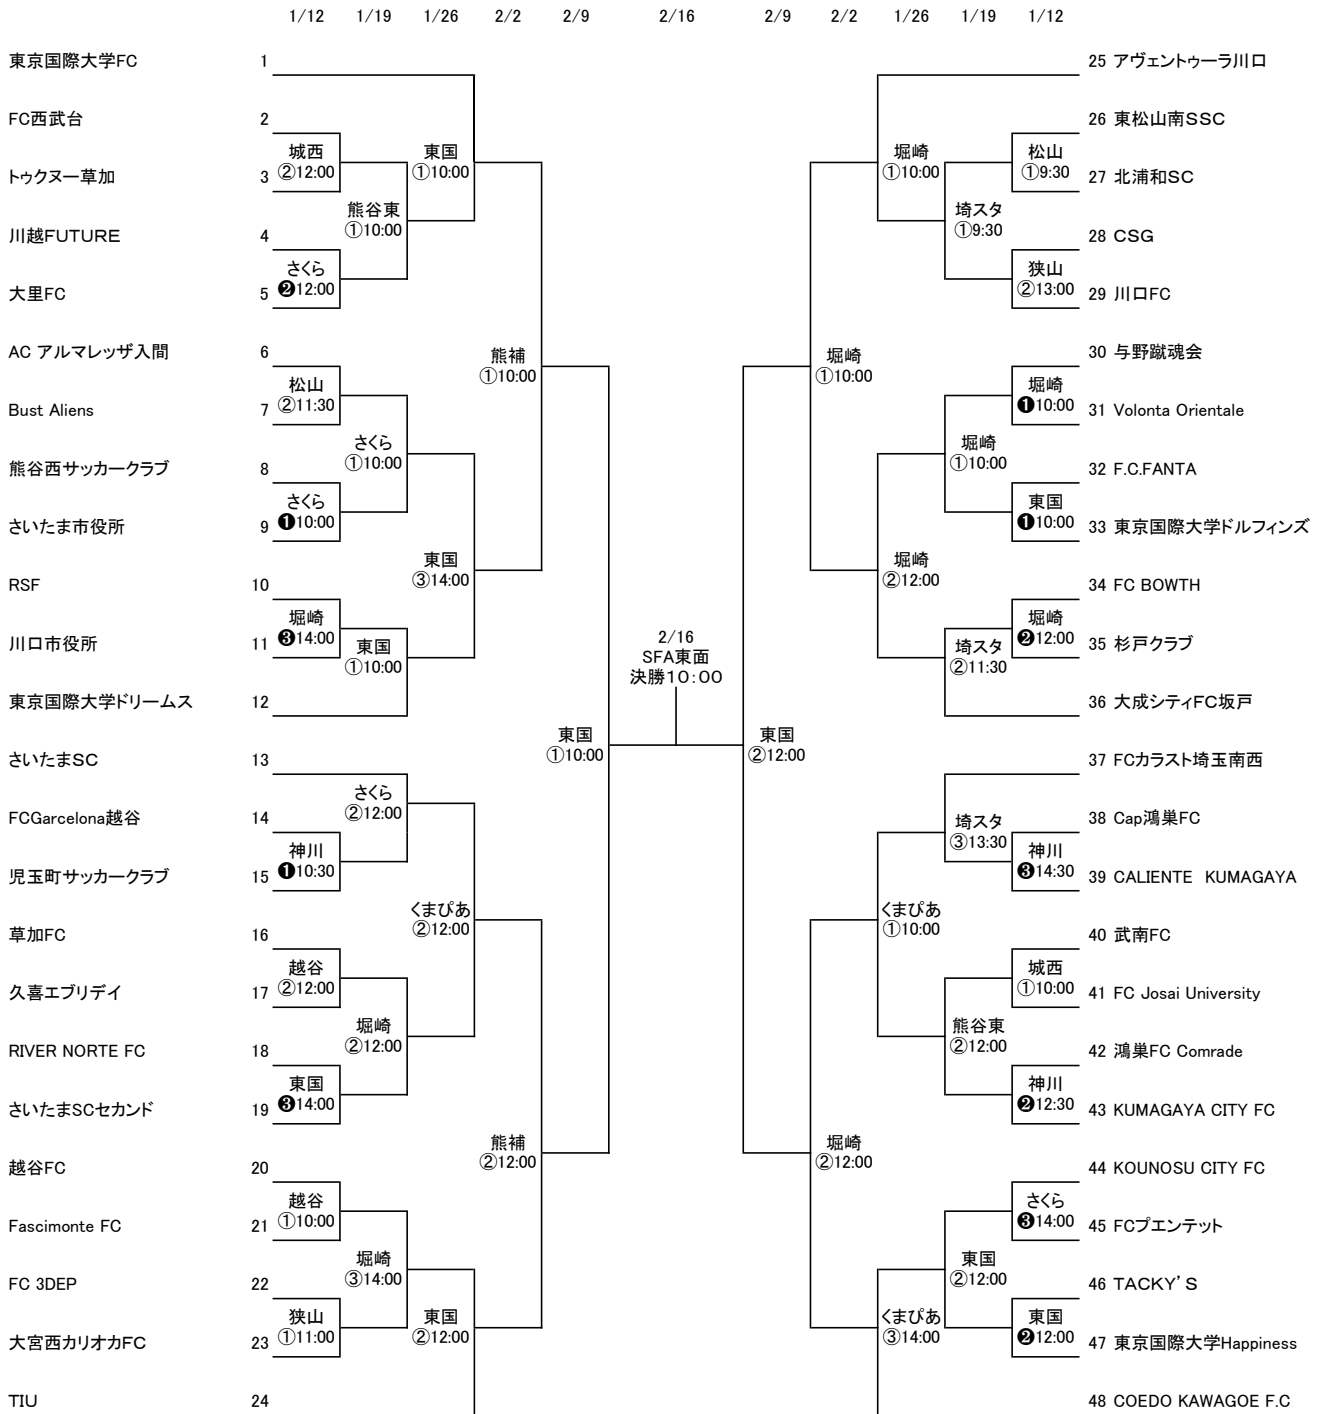 1/12 1/19 1/26 2/2 2/9 2/16 2/9 2/2 1/26 1/19 1/12
東京国際大学FC 1
25 アヴェントゥーラ川口
FC西武台 2
26 東松山南SSC
城西
②12:00
東国
①10:00
堀崎
①10:00
松山
①9:30
トゥクヌー草加 3
27 北浦和SC
熊谷東
①10:00
埼スタ
①9:30
川越FUTURE 4
28 CSG
さくら
❷12:00
狭山
②13:00
大里FC 5
29 川口FC
AC アルマレッザ入間 6
30 与野蹴魂会
熊補
①10:00
堀崎
①10:00
松山
②11:30
堀崎
❶10:00
Bust Aliens 7
31 Volonta Orientale
さくら
①10:00
堀崎
①10:00
熊谷西サッカークラブ 8
32 F.C.FANTA
さくら
❶10:00
東国
❶10:00
さいたま市役所 9
33 東京国際大学ドルフィンズ
東国
③14:00
堀崎
②12:00
RSF 10
34 FC BOWTH
堀崎
❸14:00
堀崎
❷12:00
川口市役所 11
35 杉戸クラブ
東国
①10:00
2/16
SFA東面
決勝10:00
埼スタ
②11:30
東京国際大学ドリームス 12
36 大成シティFC坂戸
東国
①10:00
東国
②12:00
さいたまSC 13
37 FCカラスト埼玉南西
さくら
②12:00
埼スタ
③13:30
FCGarcelona越谷 14
38 Cap鴻巣FC
神川
❶10:30
神川
❸14:30
児玉町サッカークラブ 15
39 CALIENTE KUMAGAYA
くまぴあ
②12:00
くまぴあ
①10:00
草加FC 16
40 武南FC
越谷
②12:00
城西
①10:00
久喜エブリデイ 17
41 FC Josai University
堀崎
②12:00
熊谷東
②12:00
RIVER NORTE FC 18
42 鴻巣FC Comrade
東国
❸14:00
神川
❷12:30
さいたまSCセカンド 19
43 KUMAGAYA CITY FC
熊補
②12:00
堀崎
②12:00
越谷FC 20
44 KOUNOSU CITY FC
越谷
①10:00
さくら
❸14:00
Fascimonte FC 21
45 FCプエンテット
堀崎
③14:00
東国
②12:00
FC 3DEP 22
46 TACKY'S
狭山
①11:00
東国
②12:00
くまぴあ
③14:00
東国
❷12:00
大宮西カリオカFC 23
47 東京国際大学Happiness
TIU 24
48 COEDO KAWAGOE F.C